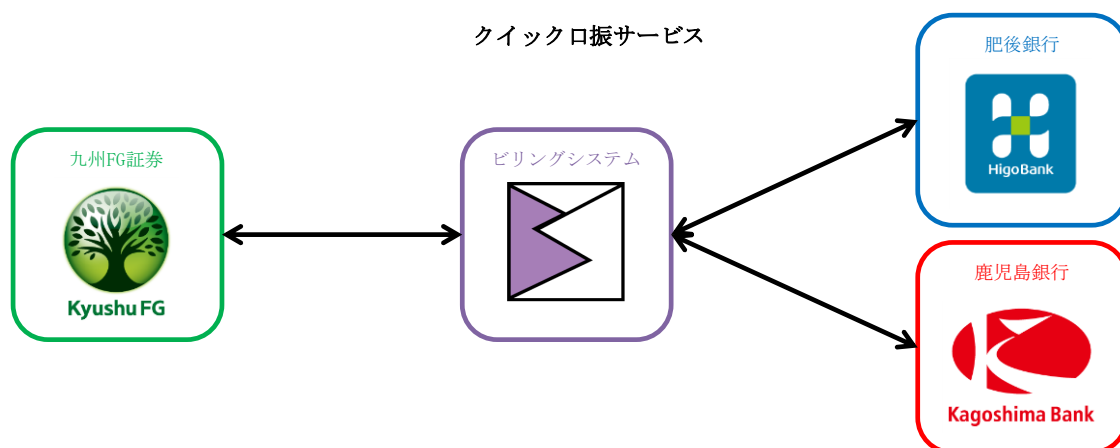 クイック口振サービス
九州FG証券
Kyushu FG
ビリングシステム
肥後銀行
HigoBank
鹿児島銀行
Kagoshima Bank